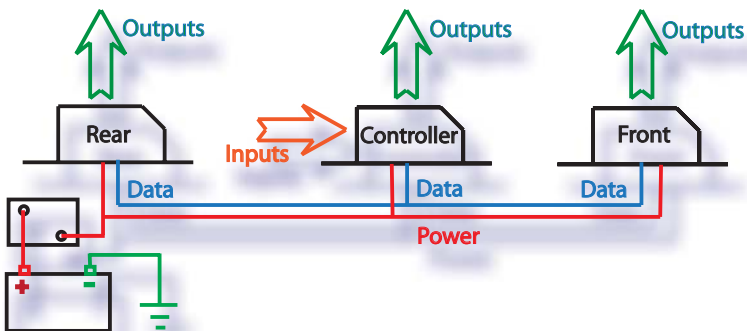 Outputs
Outputs
Outputs
Rear
Controller
Front
Inputs
Data
Data
Data
Power
+
-